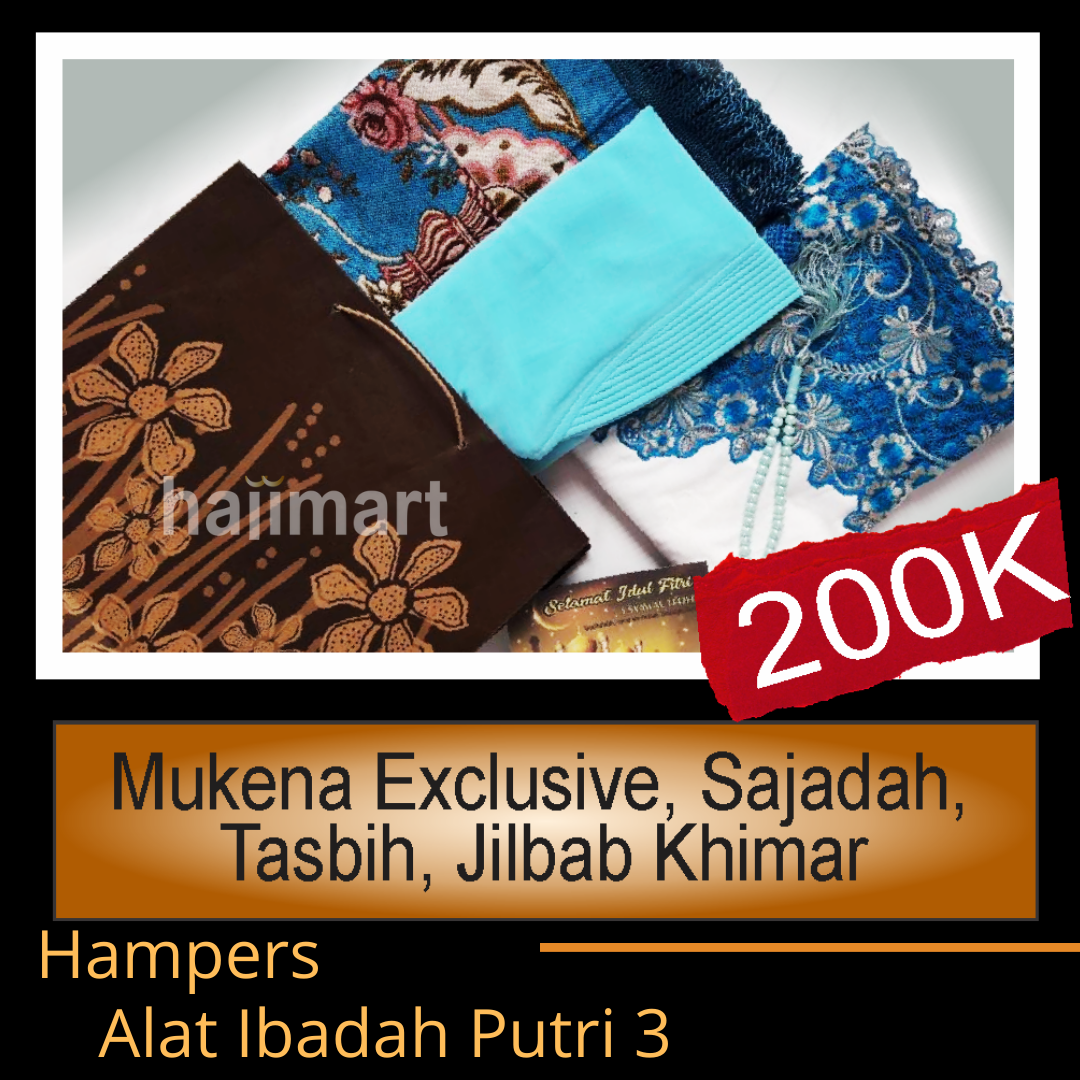 hajimart
Selamat Idul Fitri
200K
Mukena Exclusive, Sajadah,
Tasbih, Jilbab Khimar
Hampers
Alat Ibadah Putri 3